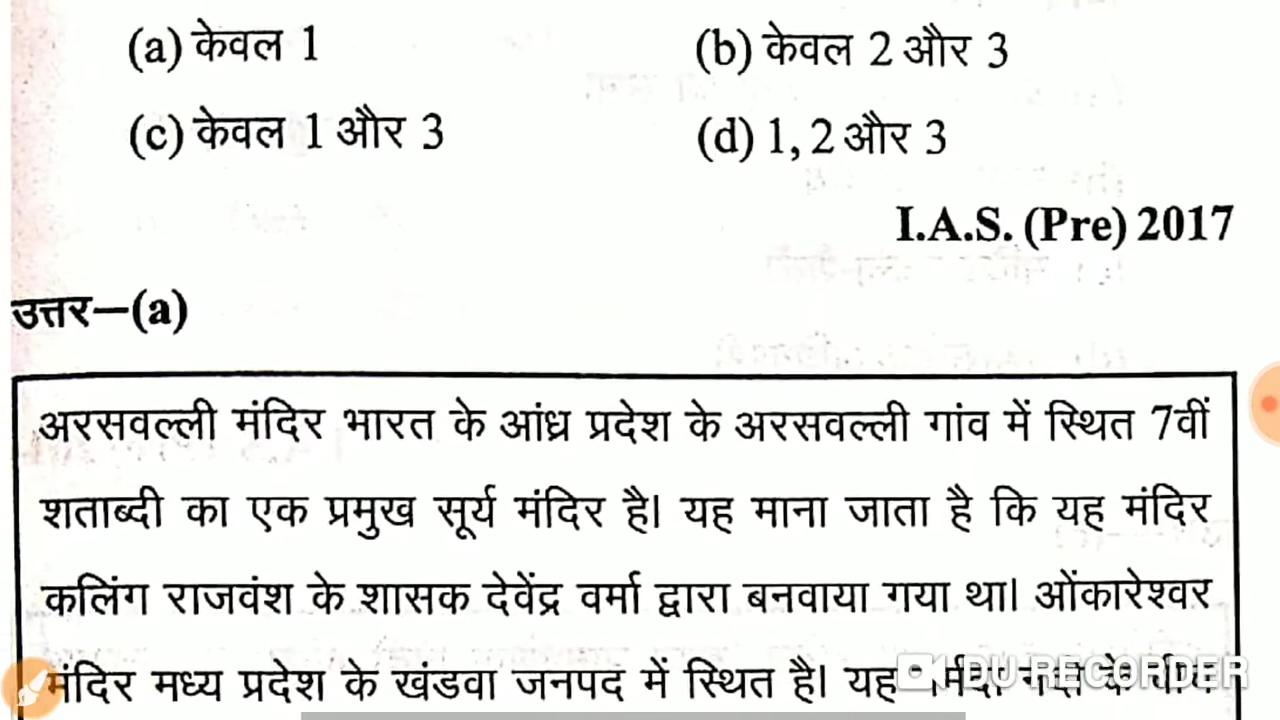 (a) केवल 1 (b) केवल 2 और 3
(c) केवल 1 और 3 (d) 1, 2 और 3
I.A.S. (Pre) 2017
उत्तर—(a)
अरसवल्ली मंदिर भारत के आंध्र प्रदेश के अरसवल्ली गांव में स्थित 7वीं
शताब्दी का एक प्रमुख सूर्य मंदिर है। यह माना जाता है कि यह मंदिर
कलिंग राजवंश के शासक देवेंद्र वर्मा द्वारा बनवाया गया था। ओंकारेश्वर
मंदिर मध्य प्रदेश के खंडवा जनपद में स्थित है। यह के
DU RECORDER